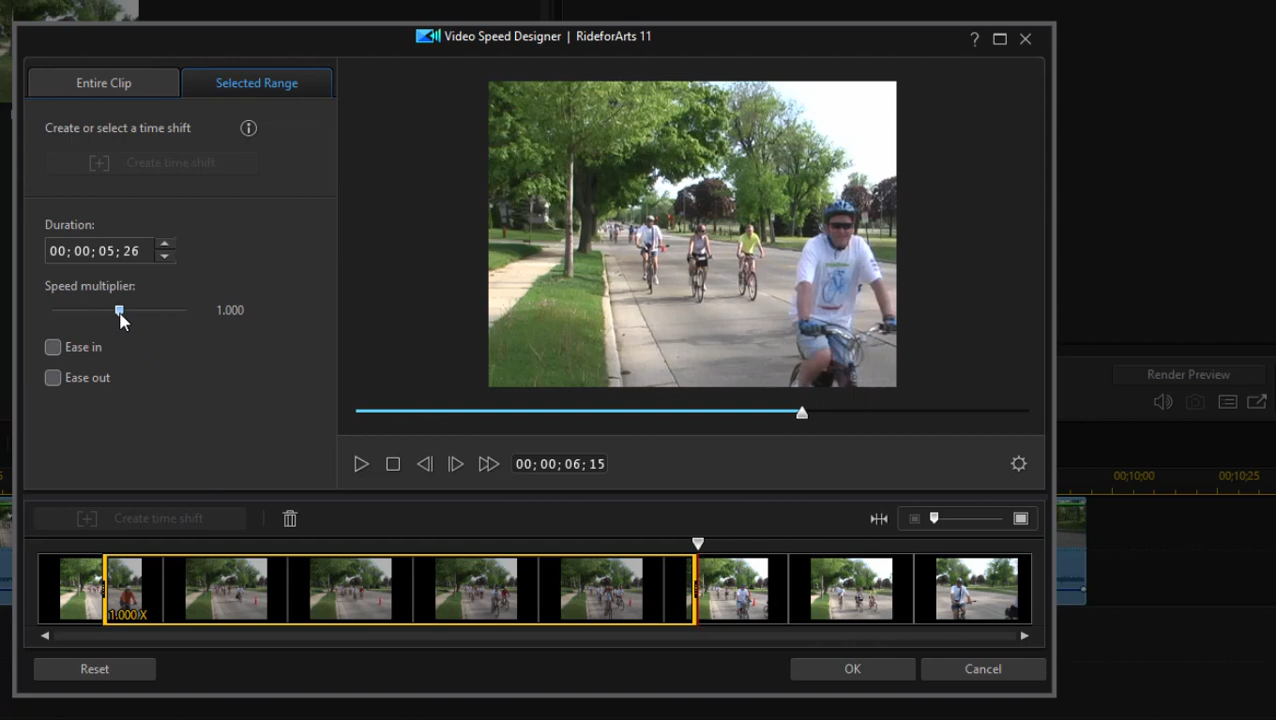 Video Speed Designer | RideforArts 11
?
Entire Clip
Selected Range
Create or select a time shift
Create time shift
Duration:
00; 00; 05; 26
Speed multiplier:
1.000
Ease in
Ease out
00; 00; 06; 15
Render Preview
00;10;00
00;10;25
Create time shift
1.000 X
Reset
OK
Cancel